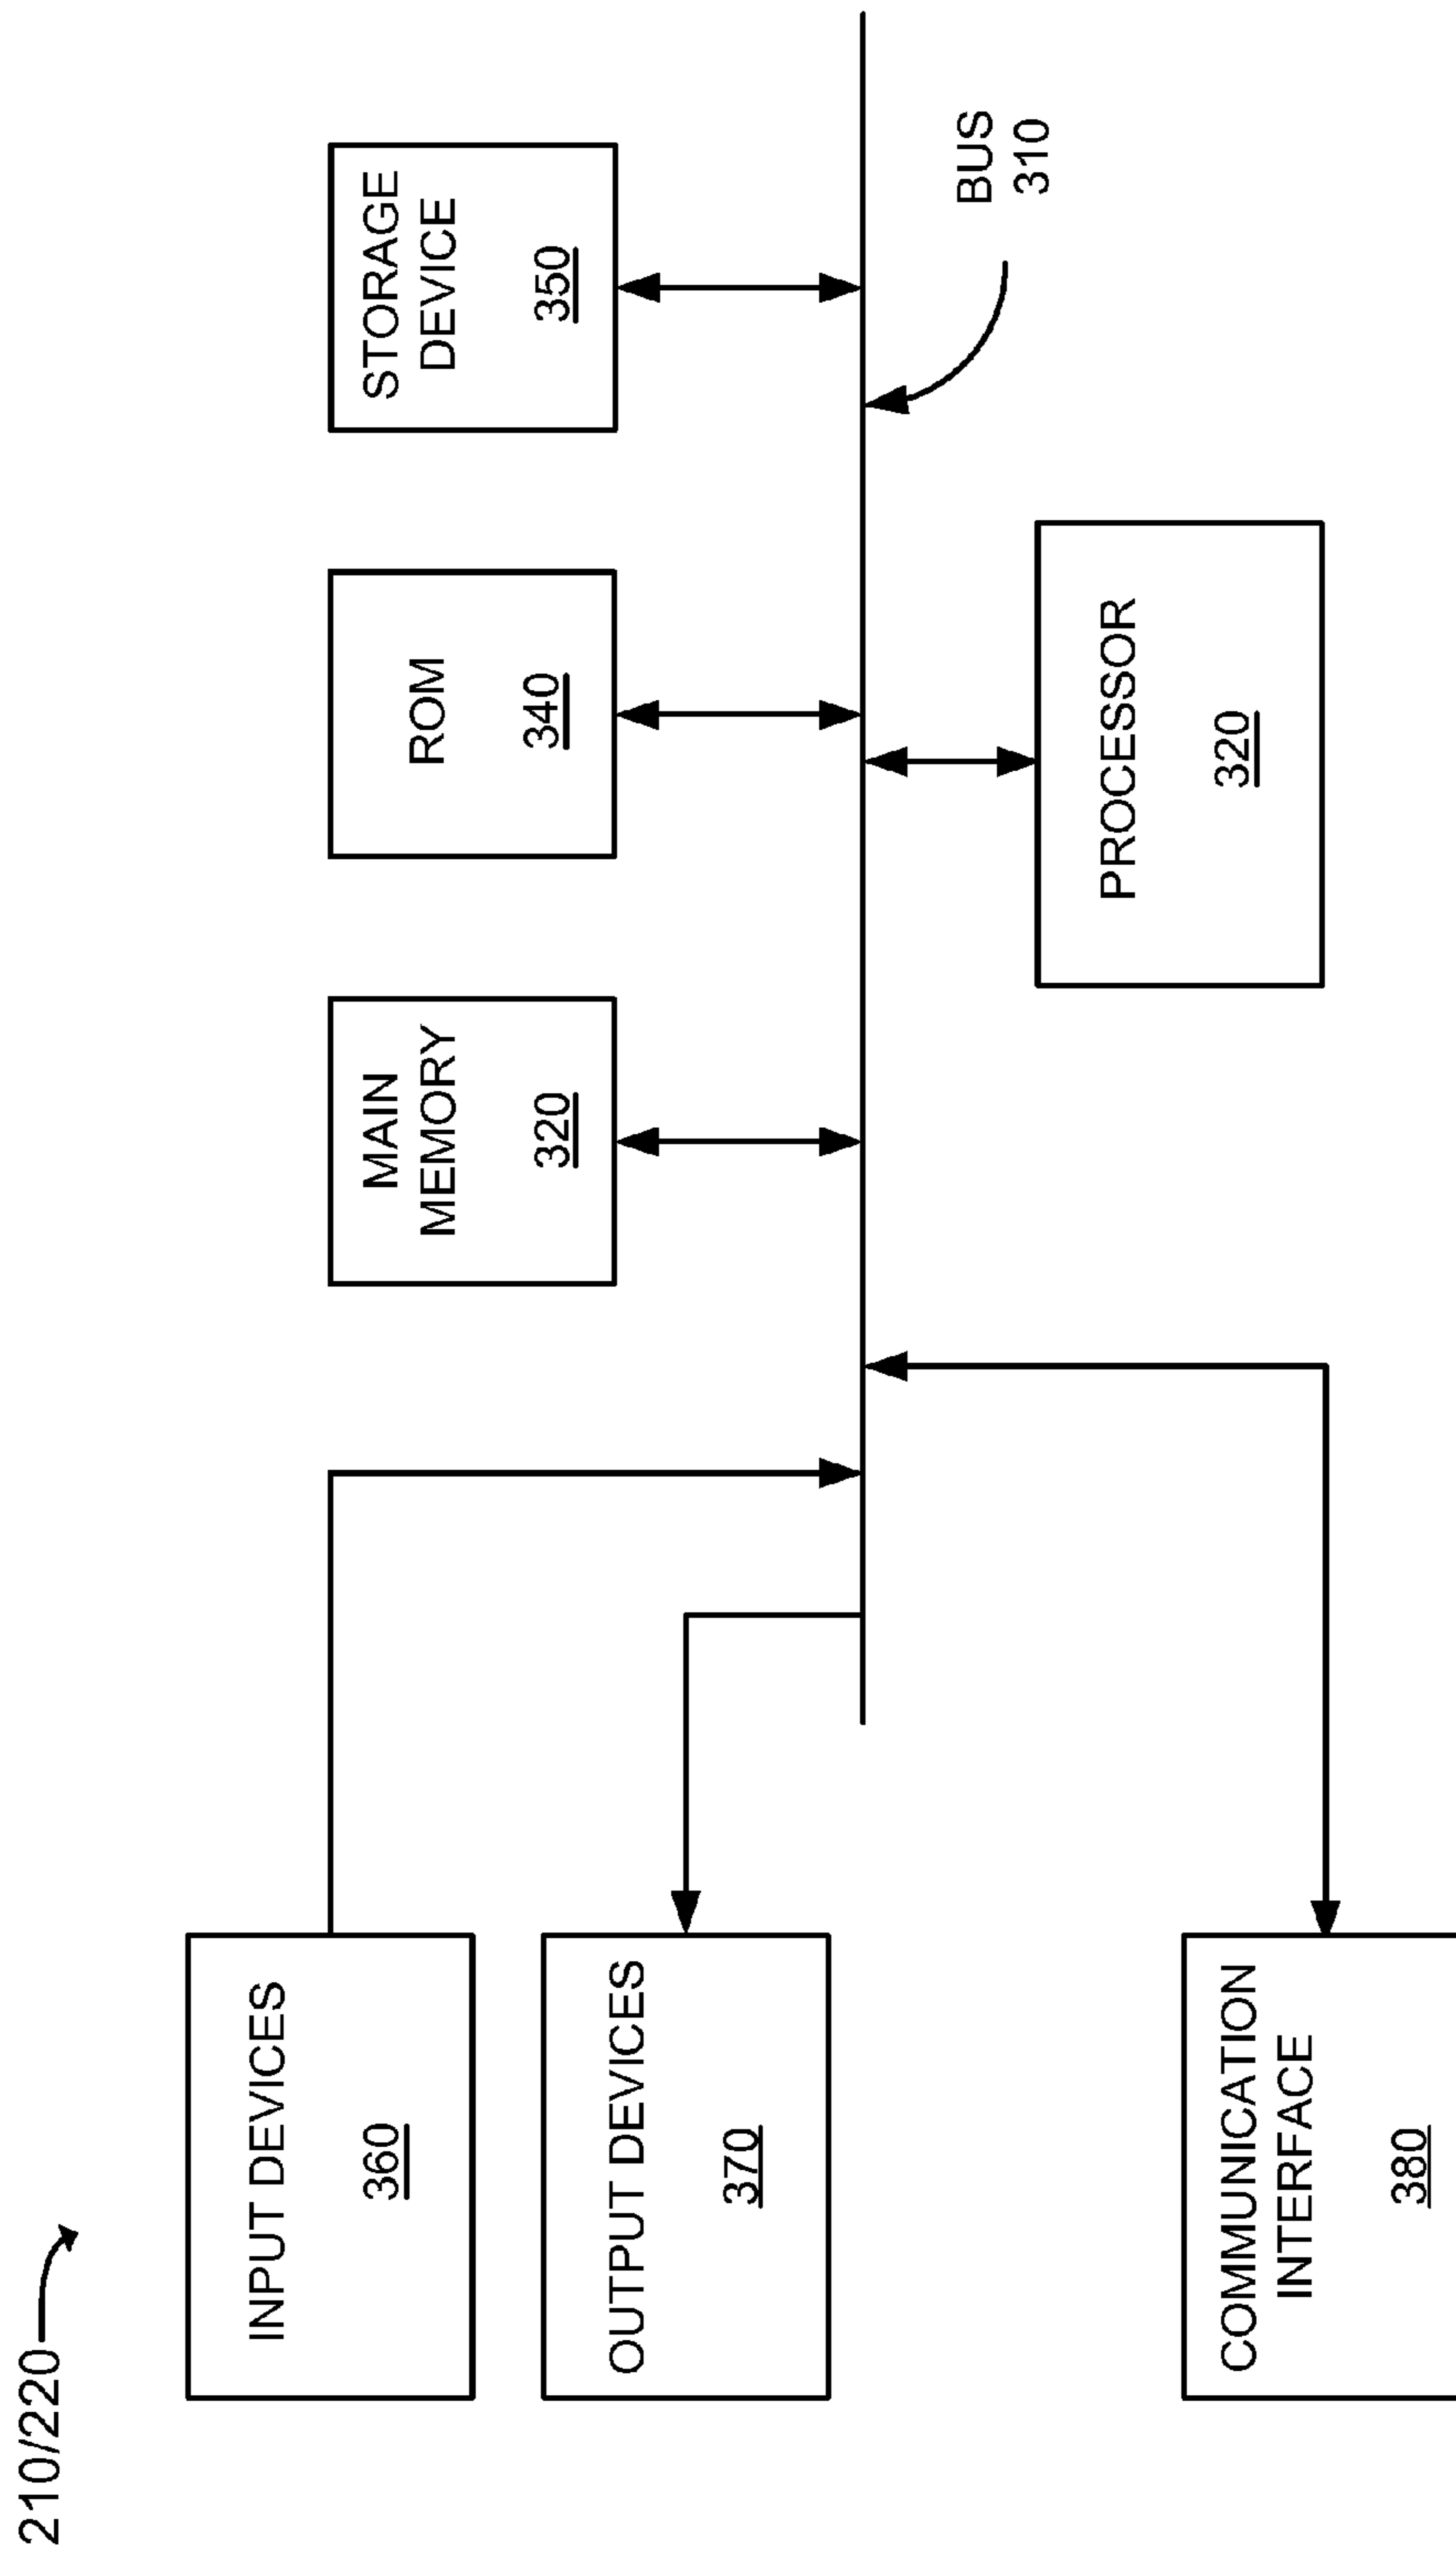 210/220
INPUT DEVICES
360
OUTPUT DEVICES
370
COMMUNICATION
INTERFACE
380
MAIN
MEMORY
320
ROM
340
STORAGE
DEVICE
350
PROCESSOR
320
BUS
310